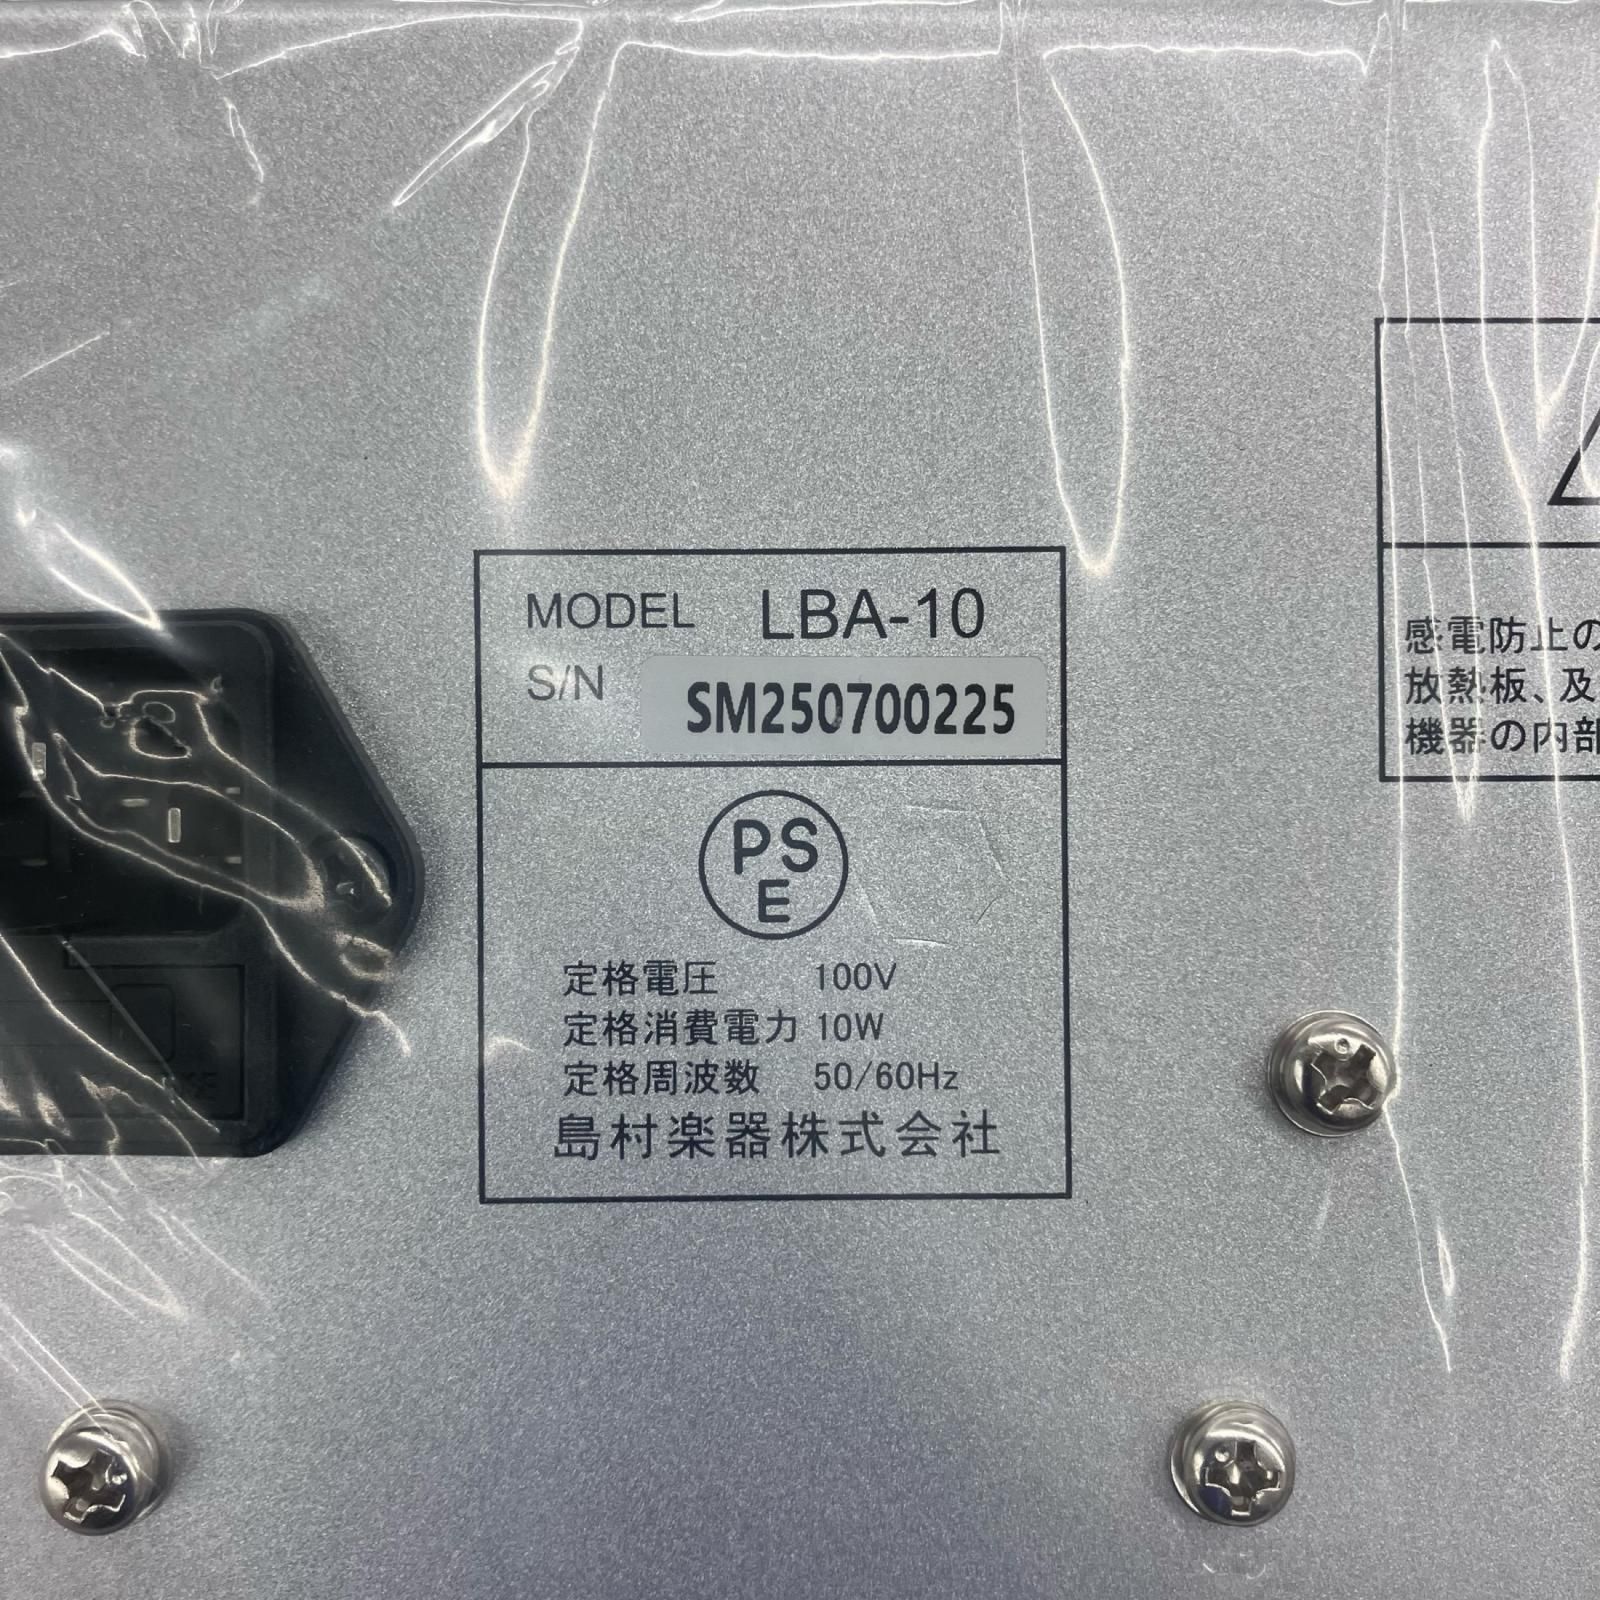 MODEL LBA-10
S/N SM250700225
PS
E
定格電圧 100V
定格消費電力 10W
定格周波数 50/60Hz
島村楽器株式会社
感電防止の
放熱板、及
機器の内部